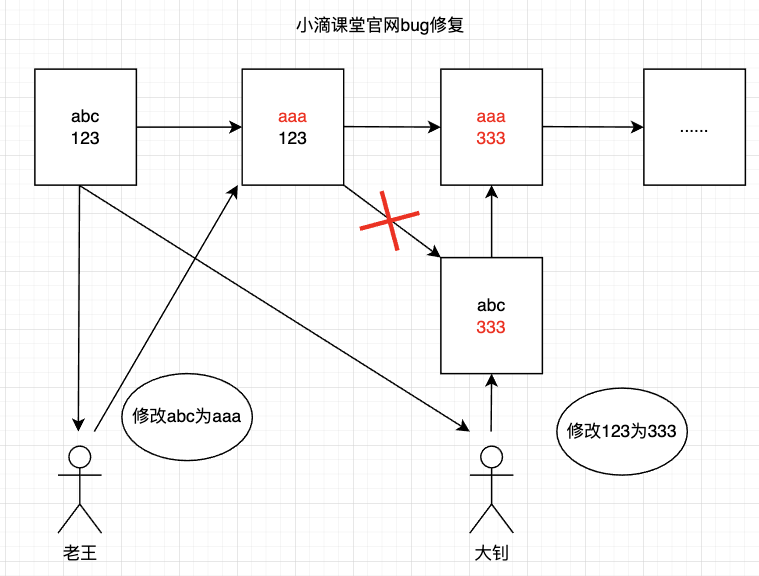 小滴课堂官网bug修复
abc
123
aaa
123
aaa
333
......
abc
333
修改abc为aaa
修改123为333
老王
大钊